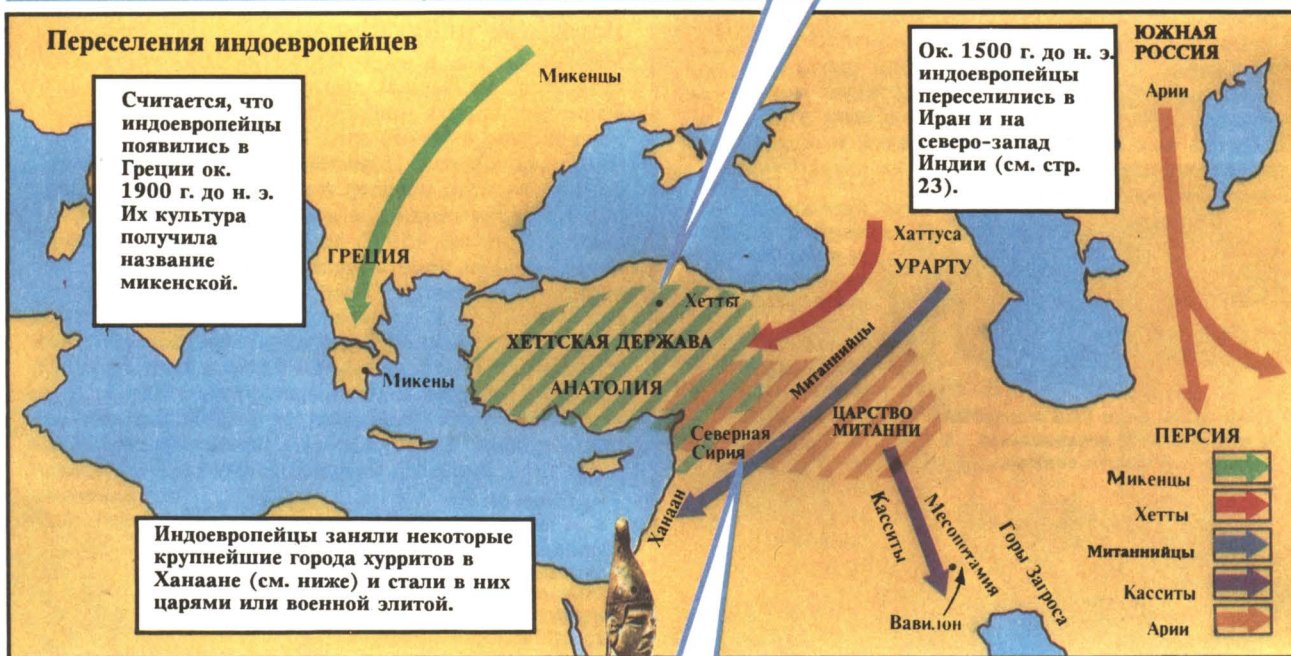 Переселения индоевропейцев
Считается, что
индоевропейцы
появились в
Греции ок.
1900 г. до н. э.
Их культура
получила
название
микенской.
Микенцы
Ок. 1500 г. до н. э.
индоевропейцы
переселились в
Иран и на
северо-запад
Индии (см. стр.
23).
ЮЖНАЯ
РОССИЯ
Арии
ГРЕЦИЯ
Хаттуса
УРАРТУ
Хетты
ХЕТТСКАЯ ДЕРЖАВА
АНАТОЛИЯ
Микены
Митаннийцы
Северная
Сирия
ЦАРСТВО
МИТАННИ
Ханаан
Касситы
Месопотамия
Горы Загроса
Вавилон
Индоевропейцы заняли некоторые
крупнейшие города хурритов в
Ханаане (см. ниже) и стали в них
царями или военной элитой.
ПЕРСИЯ
Микенцы
Хетты
Митаннийцы
Касситы
Арии